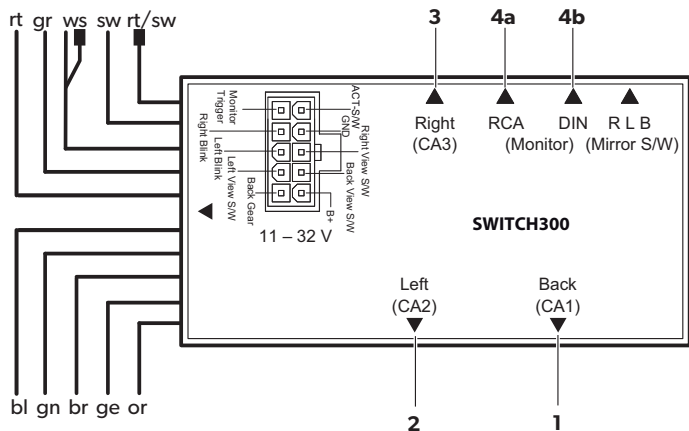 rt gr ws sw rt/sw
3 4a 4b
Monitor
Trigger
Right Blink
Left Blink
Left View S/W
Back Gear
ACT-S/W
GND
Right View S/W
Back View S/W
B+
11 – 32 V
Right
(CA3)
RCA DIN
(Monitor)
R L B
(Mirror S/W)
SWITCH300
Left
(CA2)
Back
(CA1)
bl gn br ge or
2 1